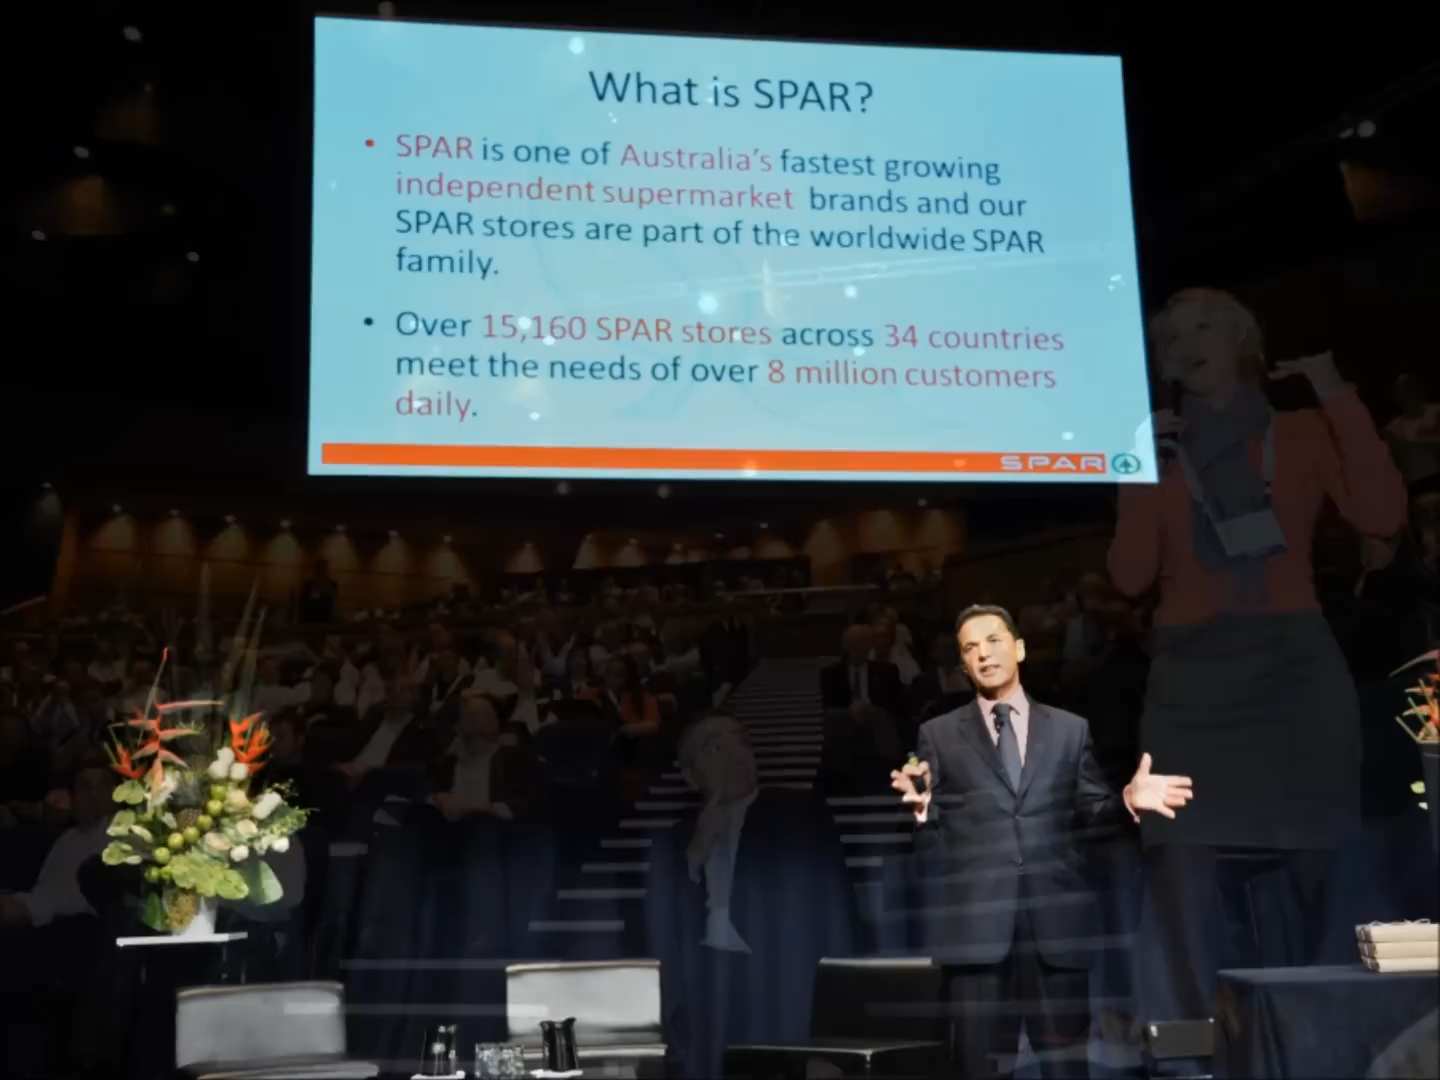 What is SPAR?
• SPAR is one of Australia's fastest growing
independent supermarket brands and our
SPAR stores are part of the worldwide SPAR
family.
• Over 15,160 SPAR stores across 34 countries
meet the needs of over 8 million customers
daily.
SPAR